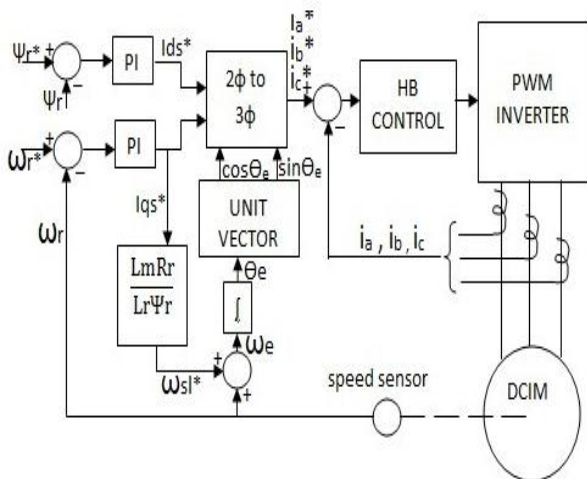 Ψr*
+
-
Ψr
PI
Ids*
2ϕ to
3ϕ
ia*
ib*
ic*
+
-
HB
CONTROL
PWM
INVERTER
ωr*
+
-
PI
cosθe
sinθe
ωr
Iqs*
UNIT
VECTOR
ia , ib , ic
LmRr
LrΨr
θe
∫
ωe
+
ωsl*
+
speed sensor
DCIM